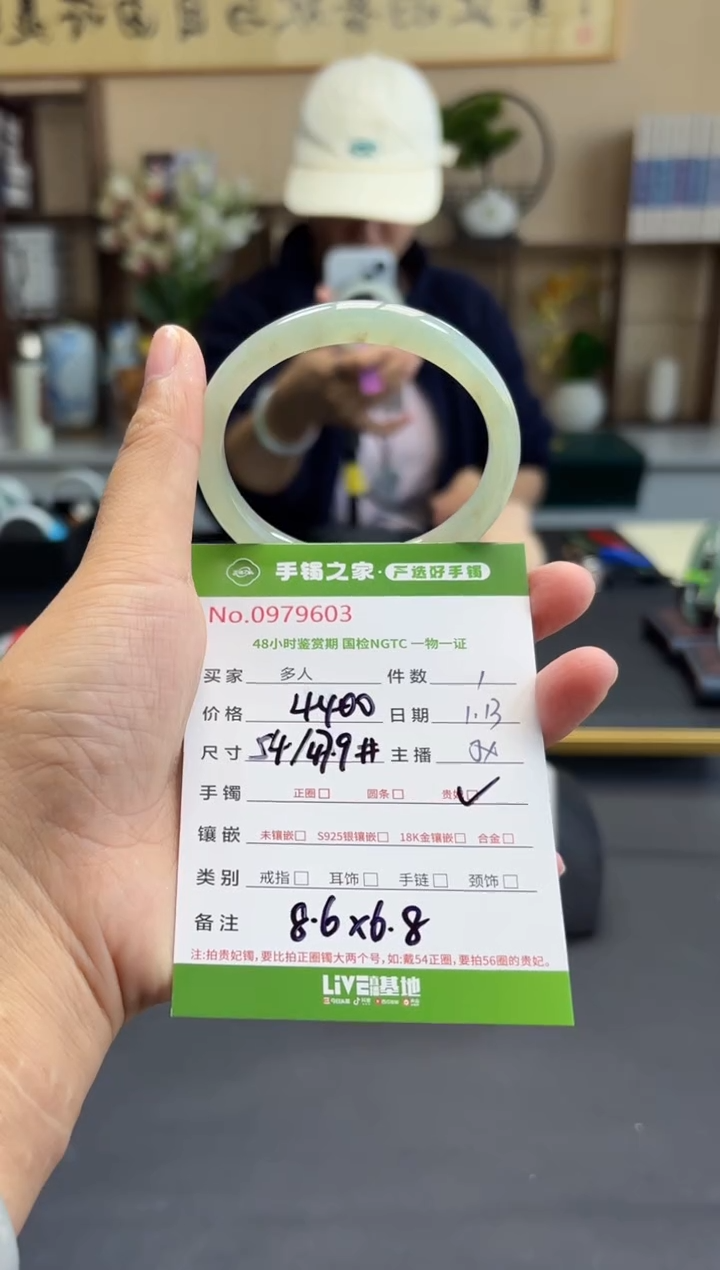 手镯之家·严选好手镯
No.0979603
48小时鉴赏期 国检NGTC 一物一证
买家 多人 件数 1
价格 4400 日期 1.13
尺寸 54/47.9# 主播
手镯 正圈□ 圆条□ 贵妃□✓
镶嵌 未镶嵌□ S925银镶嵌□ 18K金镶嵌□ 合金□
类别 戒指□ 耳饰□ 手链□ 颈饰□
备注 8.6x6.8
注:拍贵妃镯,要比拍正圈镯大两个号,如:戴54正圈,要拍56圈的贵妃。
LiVE基地